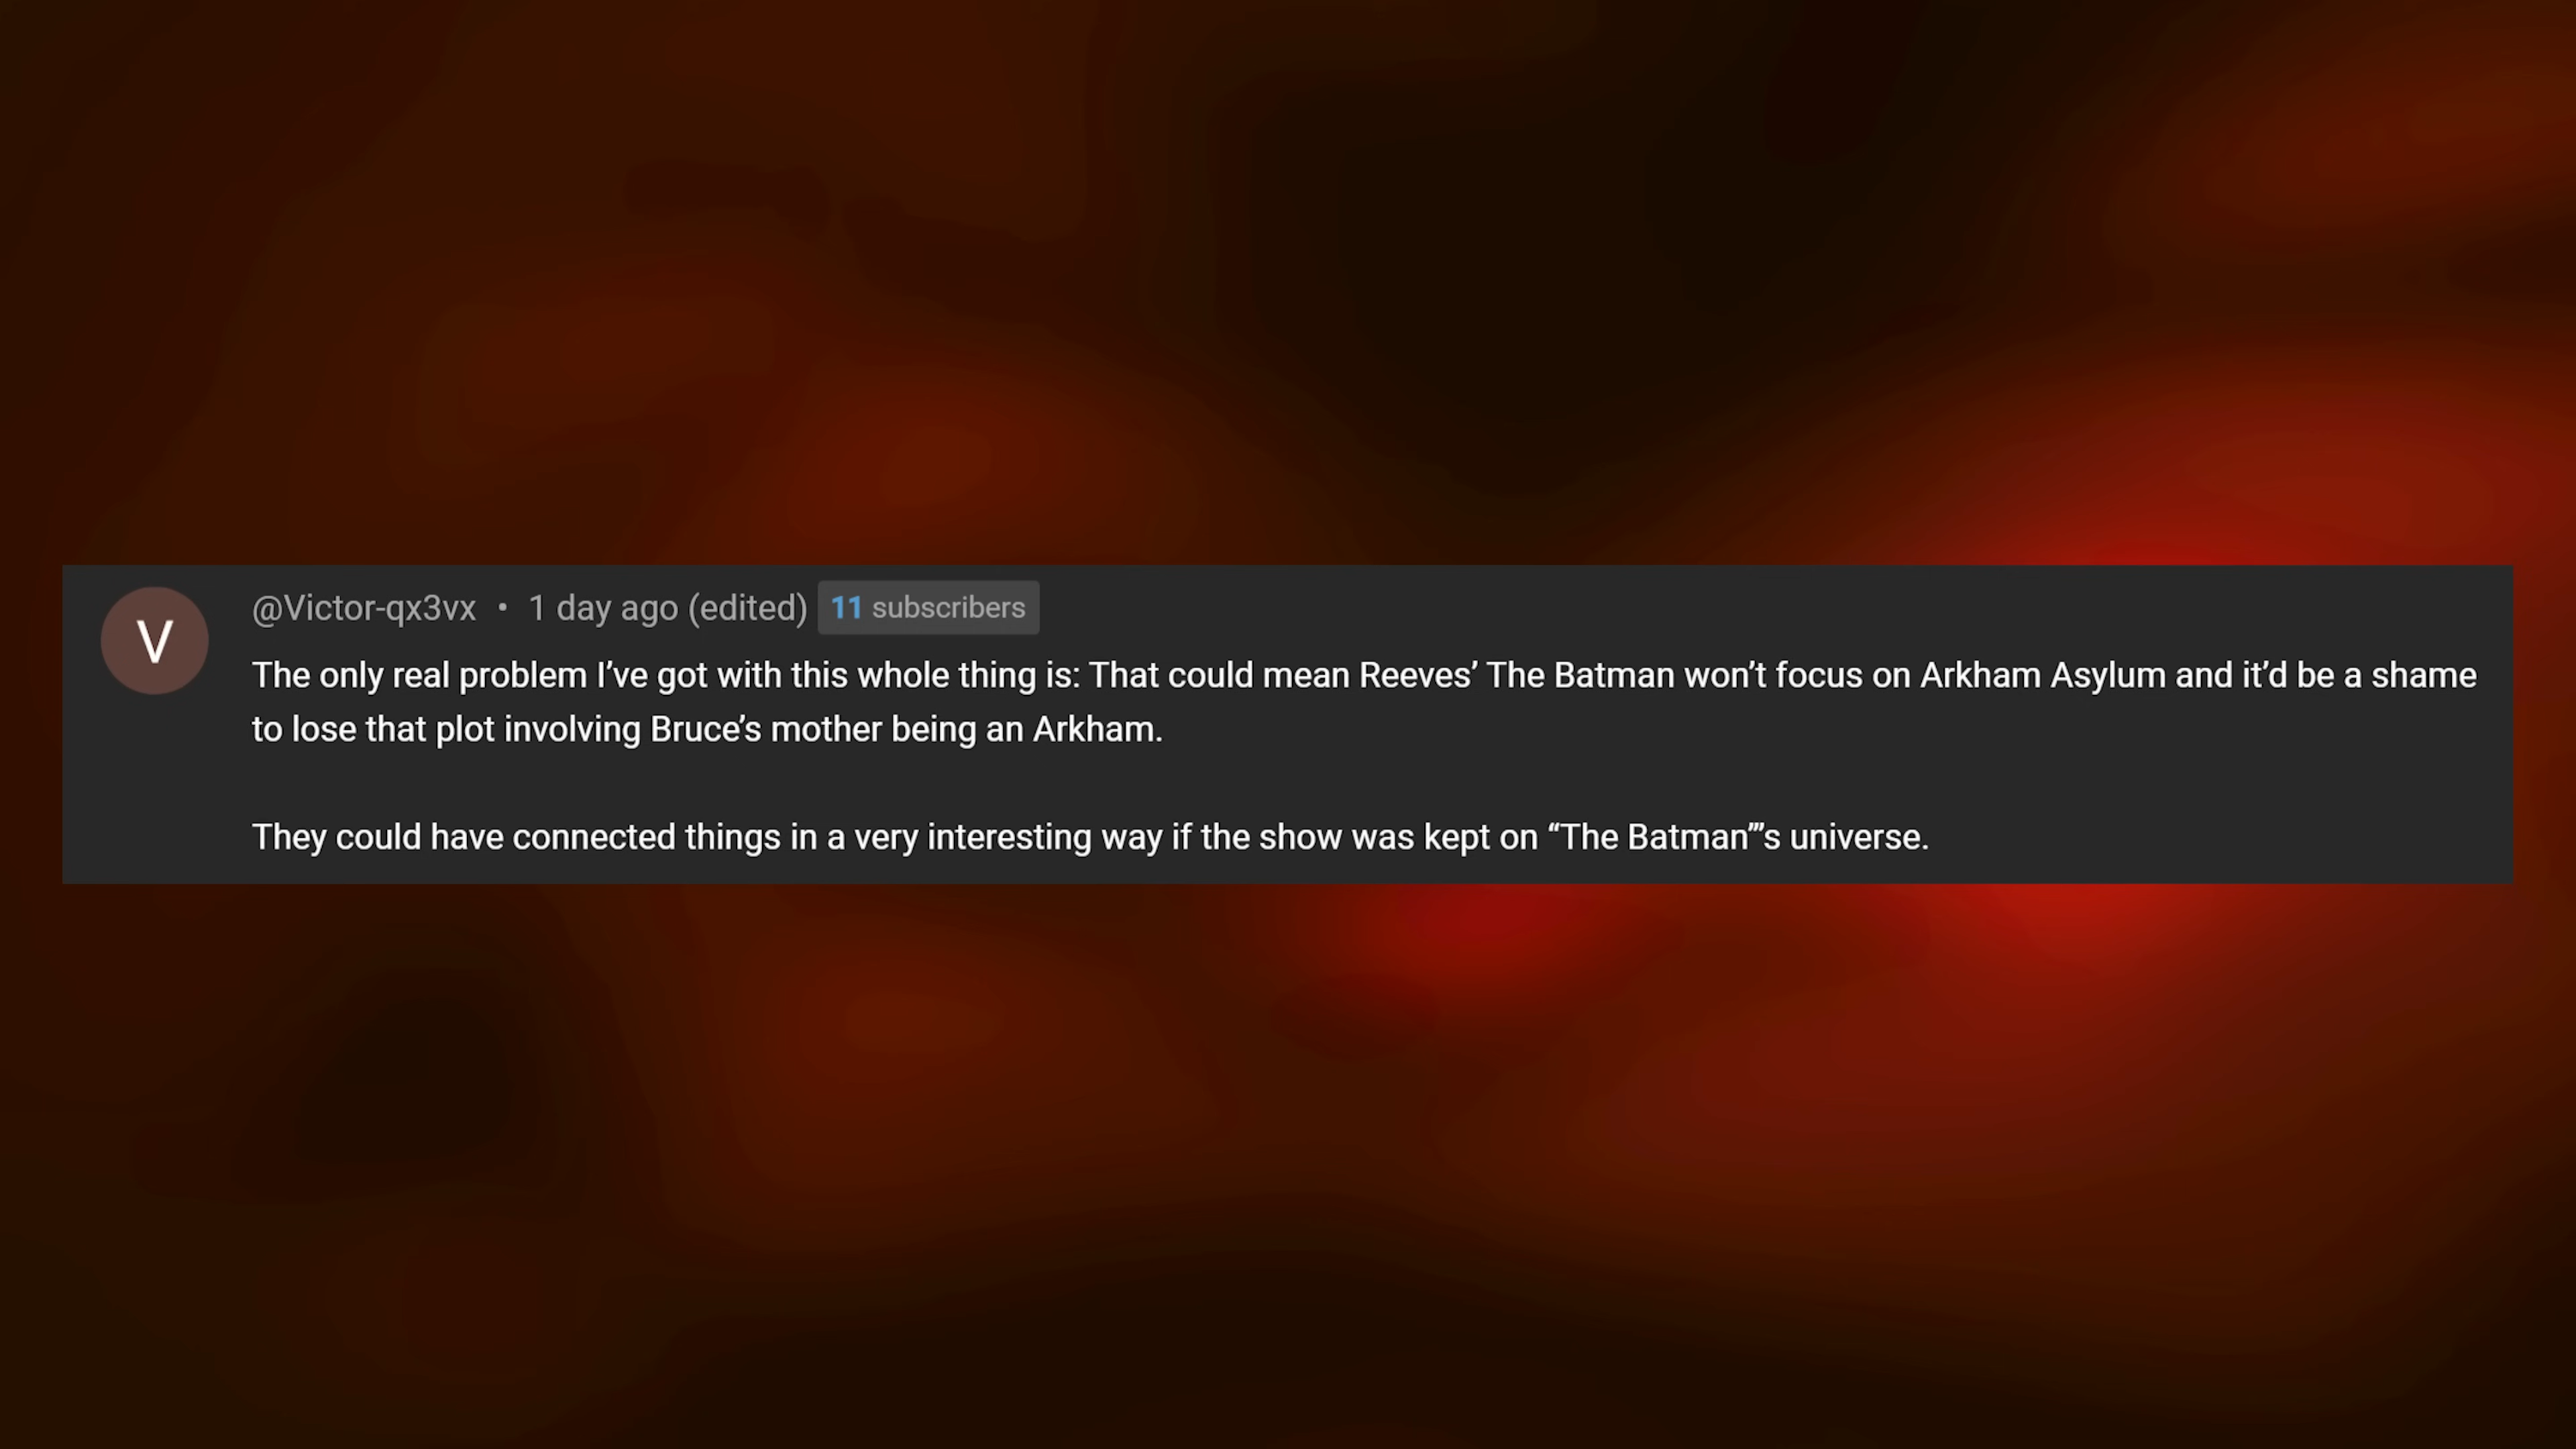 V
@Victor-qx3vx • 1 day ago (edited) 11 subscribers
The only real problem I’ve got with this whole thing is: That could mean Reeves’ The Batman won’t focus on Arkham Asylum and it’d be a shame
to lose that plot involving Bruce’s mother being an Arkham.
They could have connected things in a very interesting way if the show was kept on “The Batman”’s universe.